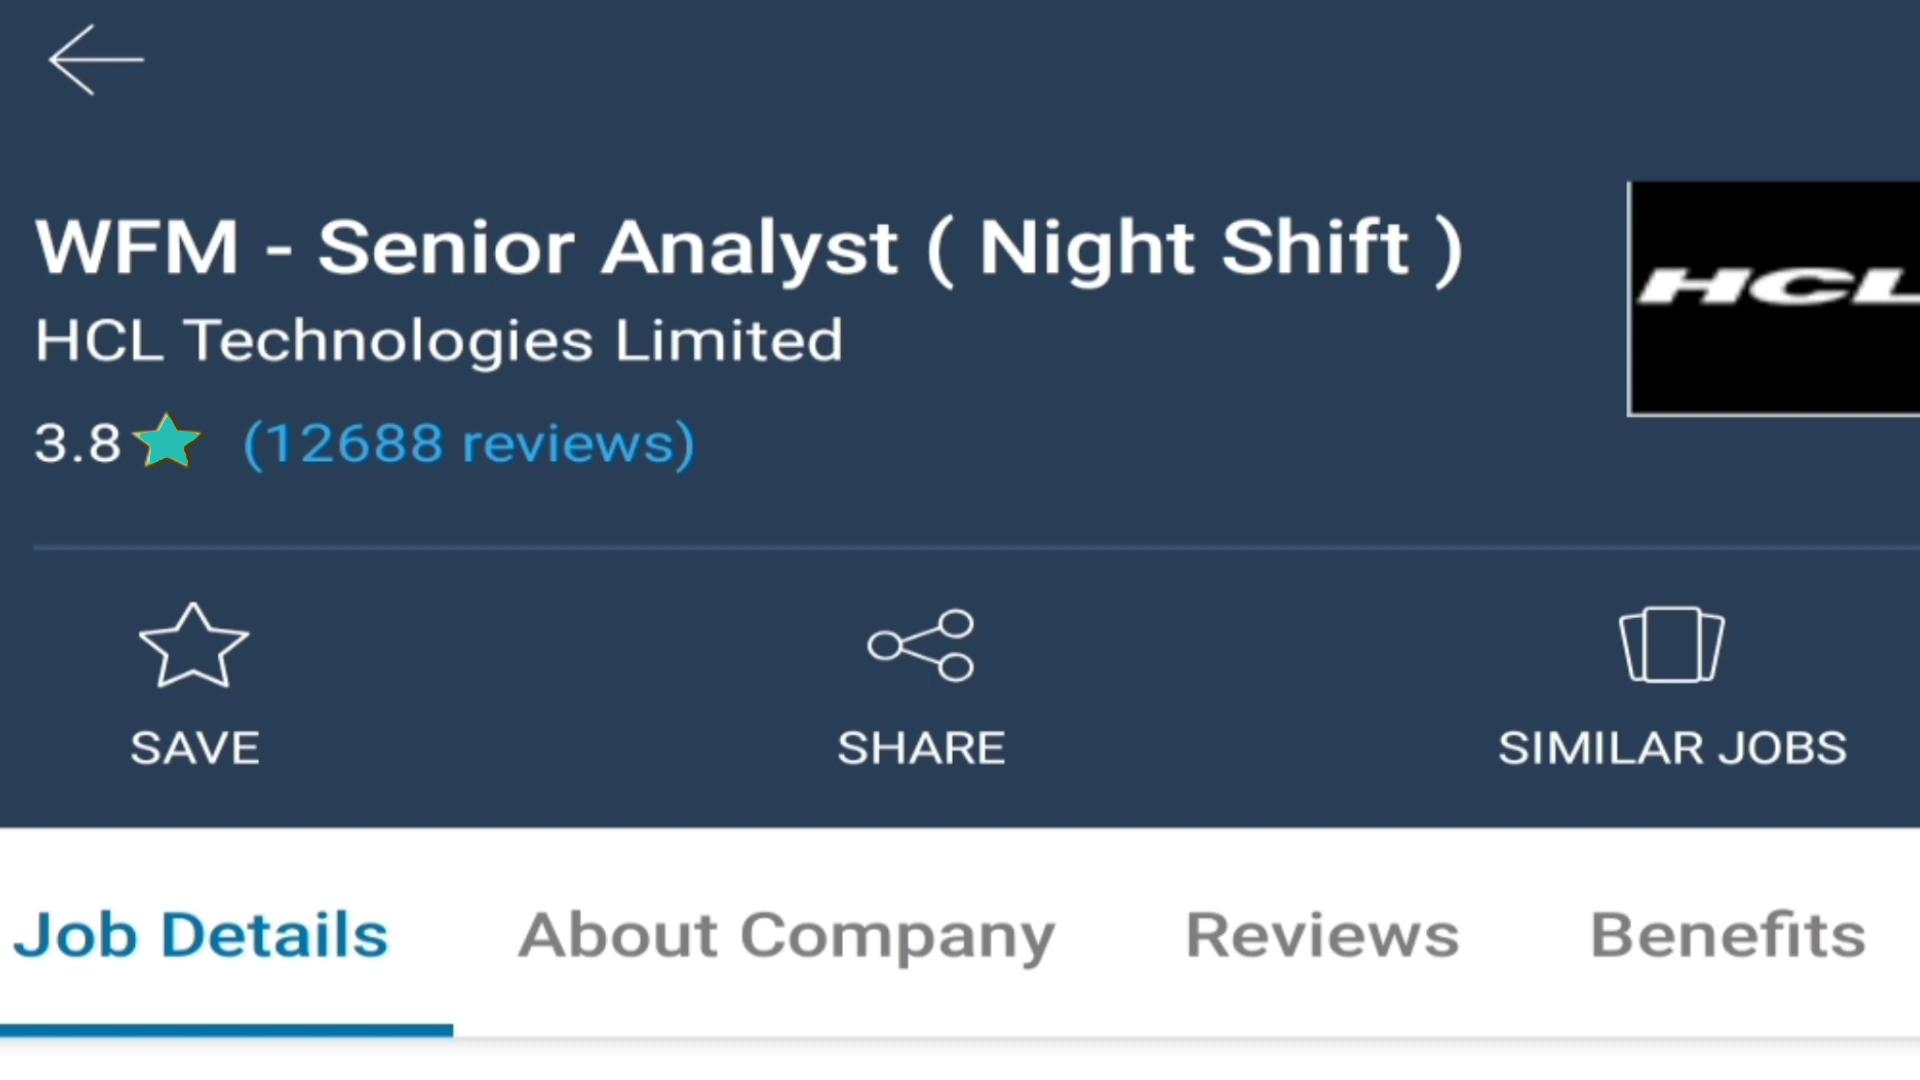 WFM - Senior Analyst ( Night Shift )
HCL Technologies Limited
HCL
3.8 (12688 reviews)
SAVE SHARE SIMILAR JOBS
Job Details About Company Reviews Benefits